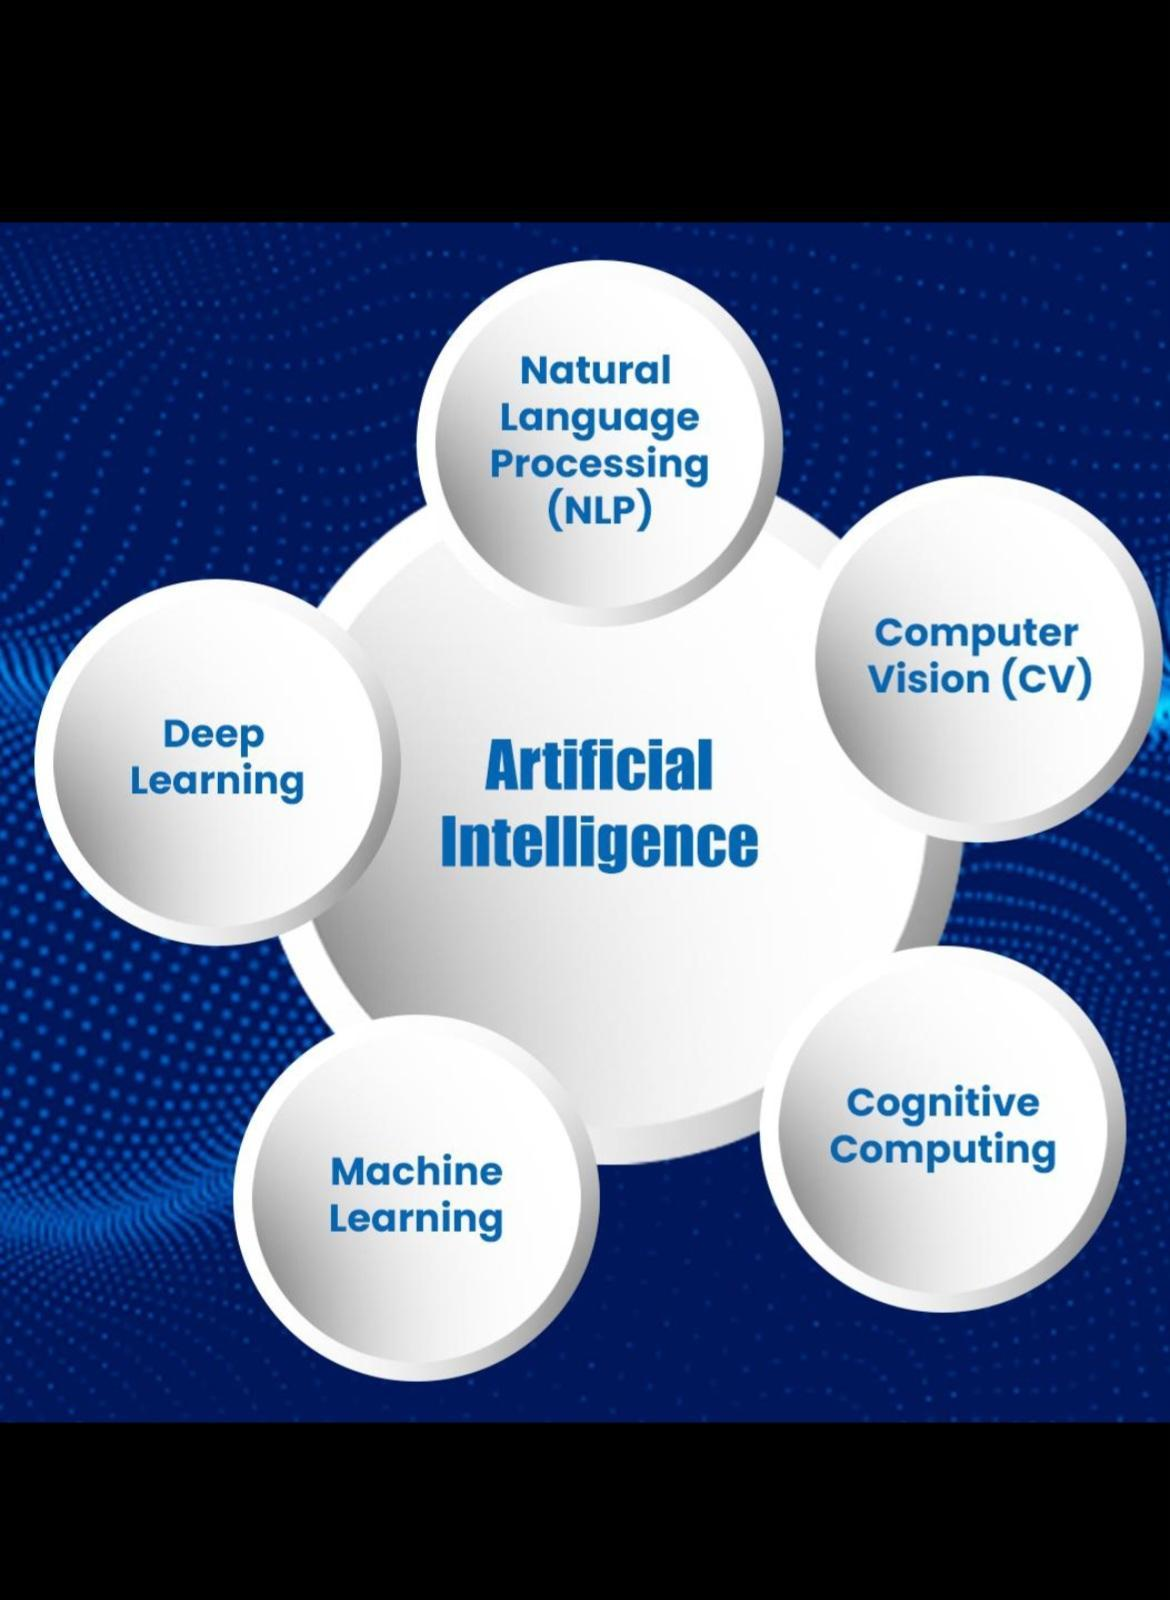 Natural
Language
Processing
(NLP)
Computer
Vision (CV)
Deep
Learning
Artificial
Intelligence
Cognitive
Computing
Machine
Learning